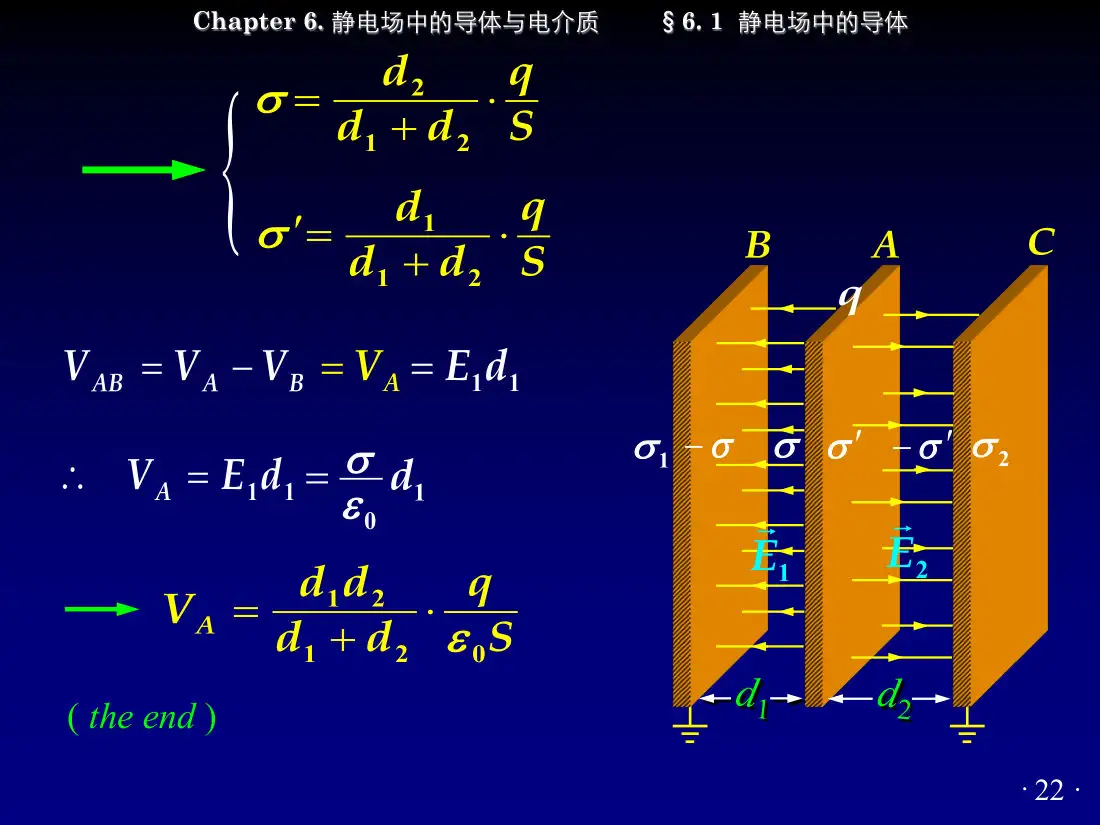 Chapter 6. 静电场中的导体与电介质 § 6. 1 静电场中的导体
σ = d₂ / (d₁ + d₂) · q / S
σ′ = d₁ / (d₁ + d₂) · q / S
V_AB = V_A − V_B = V_A = E₁d₁
∴ V_A = E₁d₁ = σ / ε₀ d₁
V_A = d₁d₂ / (d₁ + d₂) · q / ε₀S
( the end )
B A C
q
σ₁ −σ σ σ′ −σ′ σ₂
E⃗₁ E⃗₂
d₁ d₂
· 22 ·